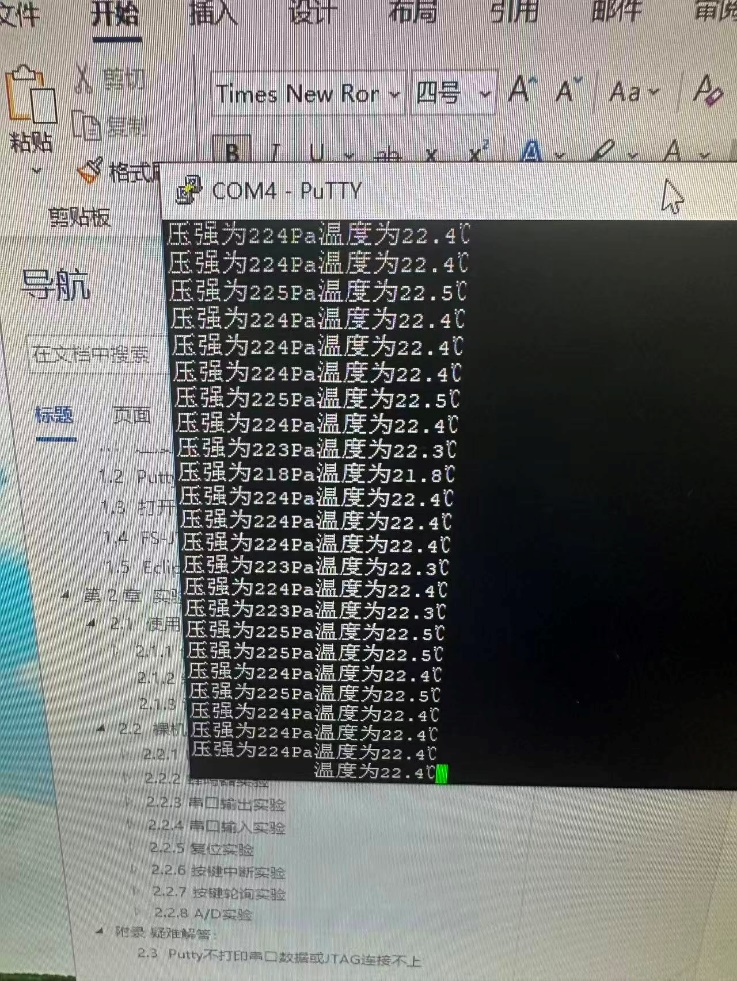 文件 开始 插入 设计 布局 引用 邮件 审阅
剪切
Times New Ror 四号 A A Aa A
粘贴 复制
B I U ab x x² A A
格式刷
剪贴板
COM4 - PuTTY
导航
在文档中搜索
标题 页面
压强为224Pa温度为22.4℃
压强为224Pa温度为22.4℃
压强为225Pa温度为22.5℃
压强为224Pa温度为22.4℃
压强为224Pa温度为22.4℃
压强为224Pa温度为22.4℃
压强为225Pa温度为22.5℃
压强为224Pa温度为22.4℃
压强为223Pa温度为22.3℃
压强为218Pa温度为21.8℃
压强为224Pa温度为22.4℃
压强为224Pa温度为22.4℃
压强为224Pa温度为22.4℃
压强为223Pa温度为22.3℃
压强为224Pa温度为22.4℃
压强为223Pa温度为22.3℃
压强为225Pa温度为22.5℃
压强为225Pa温度为22.5℃
压强为224Pa温度为22.4℃
压强为225Pa温度为22.5℃
压强为224Pa温度为22.4℃
压强为224Pa温度为22.4℃
压强为224Pa温度为22.4℃
温度为22.4℃
1.2 Putt
1.3 打开
1.4 FS-J
1.5 Eclip
第 2 章 实验
2.1 使用
2.1.1
2.1.2
2.1.3
2.2 裸机
2.2.1
2.2.2 蜂鸣器实验
2.2.3 串口输出实验
2.2.4 串口输入实验
2.2.5 复位实验
2.2.6 按键中断实验
2.2.7 按键轮询实验
2.2.8 A/D实验
附录 疑难解答:
2.3 Putty不打印串口数据或JTAG连接不上